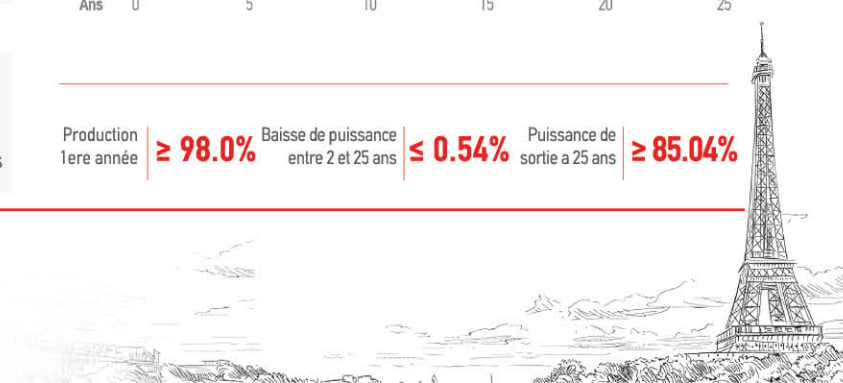 Ans 0 5 10 15 20 25
Production
1ere année
≥ 98.0%
Baisse de puissance
entre 2 et 25 ans
≤ 0.54%
Puissance de
sortie a 25 ans
≥ 85.04%